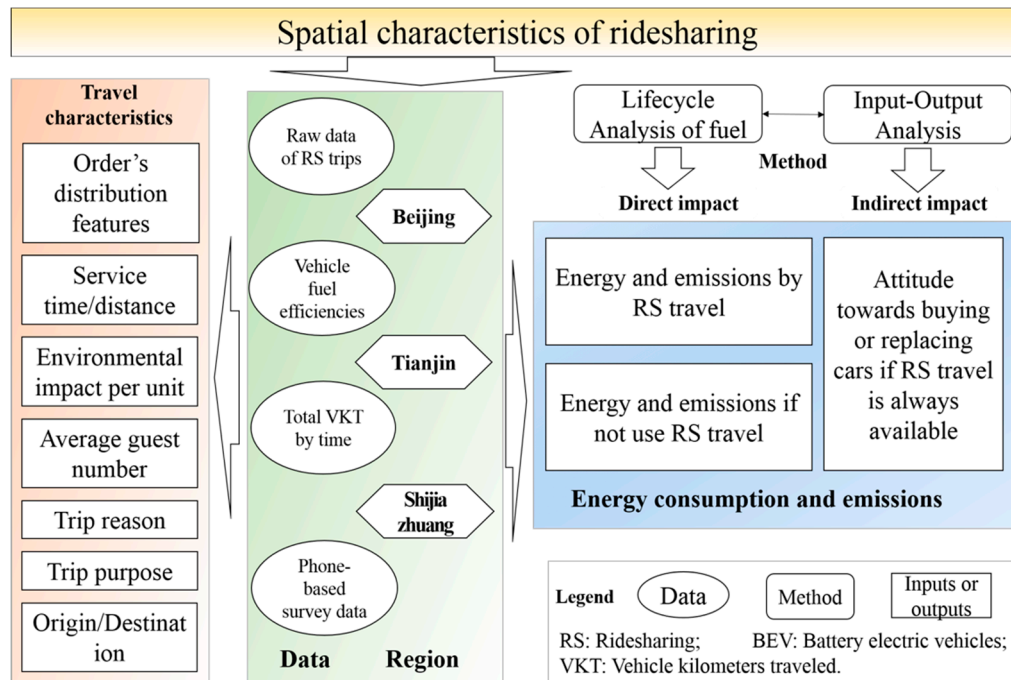 Spatial characteristics of ridesharing
Travel
characteristics
Order's
distribution
features
Service
time/distance
Environmental
impact per unit
Average guest
number
Trip reason
Trip purpose
Origin/Destinat
ion
Raw data
of RS trips
Beijing
Vehicle
fuel
efficiencies
Tianjin
Total VKT
by time
Shijia
zhuang
Phone-
based
survey data
Data
Region
Lifecycle
Analysis of fuel
Input-Output
Analysis
Method
Direct impact
Indirect impact
Energy and emissions by
RS travel
Energy and emissions if
not use RS travel
Attitude
towards buying
or replacing
cars if RS travel
is always
available
Energy consumption and emissions
Legend
Data
Method
Inputs or
outputs
RS: Ridesharing; BEV: Battery electric vehicles;
VKT: Vehicle kilometers traveled.